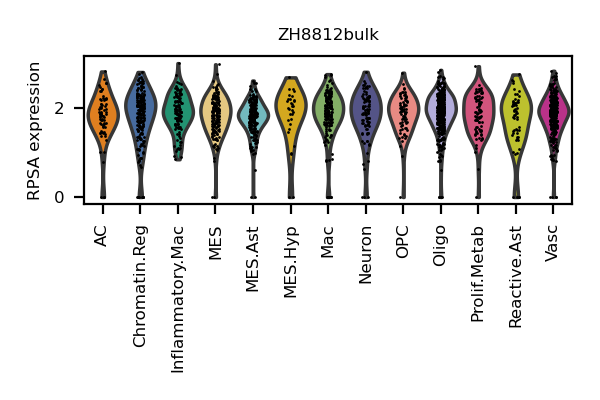 ZH8812bulk
RPSA expression
2
0
AC
Chromatin.Reg
Inflammatory.Mac
MES
MES.Ast
MES.Hyp
Mac
Neuron
OPC
Oligo
Prolif.Metab
Reactive.Ast
Vasc